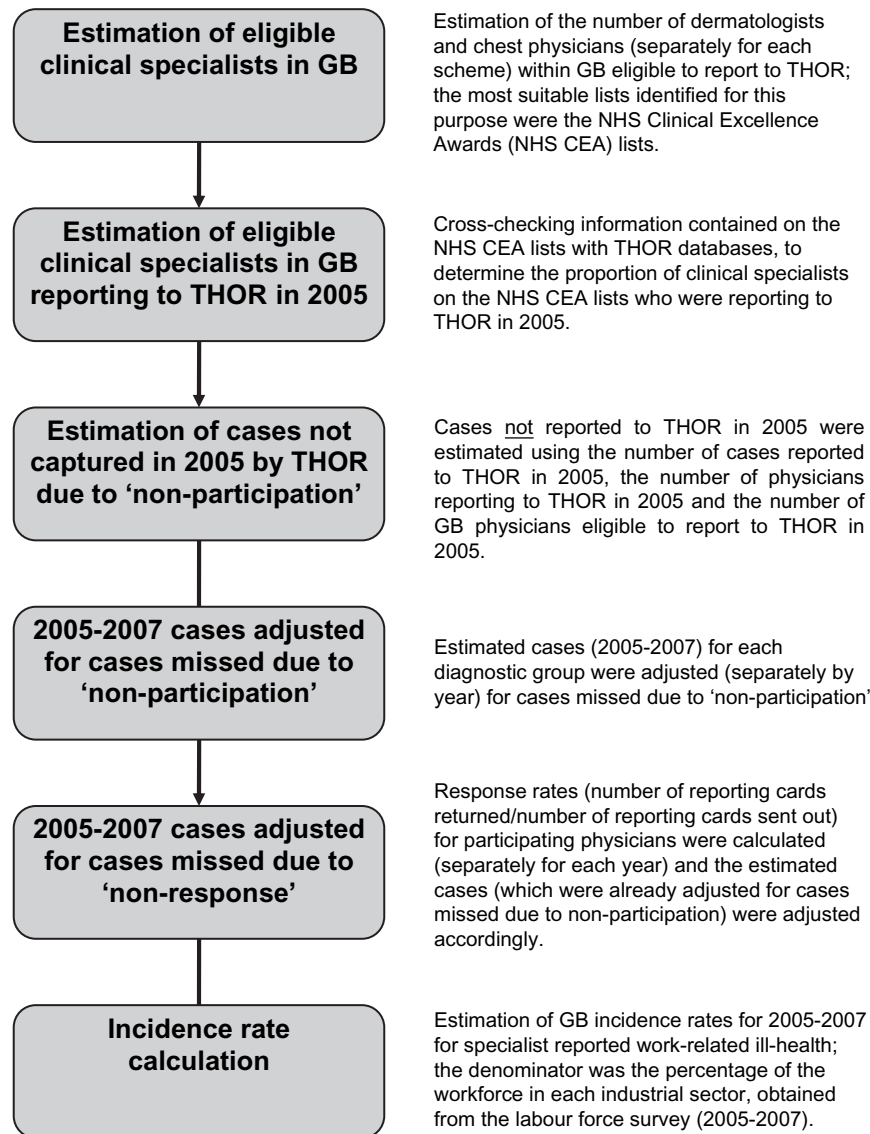 Estimation of eligible
clinical specialists in GB
Estimation of the number of dermatologists
and chest physicians (separately for each
scheme) within GB eligible to report to THOR;
the most suitable lists identified for this
purpose were the NHS Clinical Excellence
Awards (NHS CEA) lists.
Estimation of eligible
clinical specialists in GB
reporting to THOR in 2005
Cross-checking information contained on the
NHS CEA lists with THOR databases, to
determine the proportion of clinical specialists
on the NHS CEA lists who were reporting to
THOR in 2005.
Estimation of cases not
captured in 2005 by THOR
due to ‘non-participation’
Cases not reported to THOR in 2005 were
estimated using the number of cases reported
to THOR in 2005, the number of physicians
reporting to THOR in 2005 and the number of
GB physicians eligible to report to THOR in
2005.
2005-2007 cases adjusted
for cases missed due to
‘non-participation’
Estimated cases (2005-2007) for each
diagnostic group were adjusted (separately by
year) for cases missed due to ‘non-participation’
2005-2007 cases adjusted
for cases missed due to
‘non-response’
Response rates (number of reporting cards
returned/number of reporting cards sent out)
for participating physicians were calculated
(separately for each year) and the estimated
cases (which were already adjusted for cases
missed due to non-participation) were adjusted
accordingly.
Incidence rate
calculation
Estimation of GB incidence rates for 2005-2007
for specialist reported work-related ill-health;
the denominator was the percentage of the
workforce in each industrial sector, obtained
from the labour force survey (2005-2007).